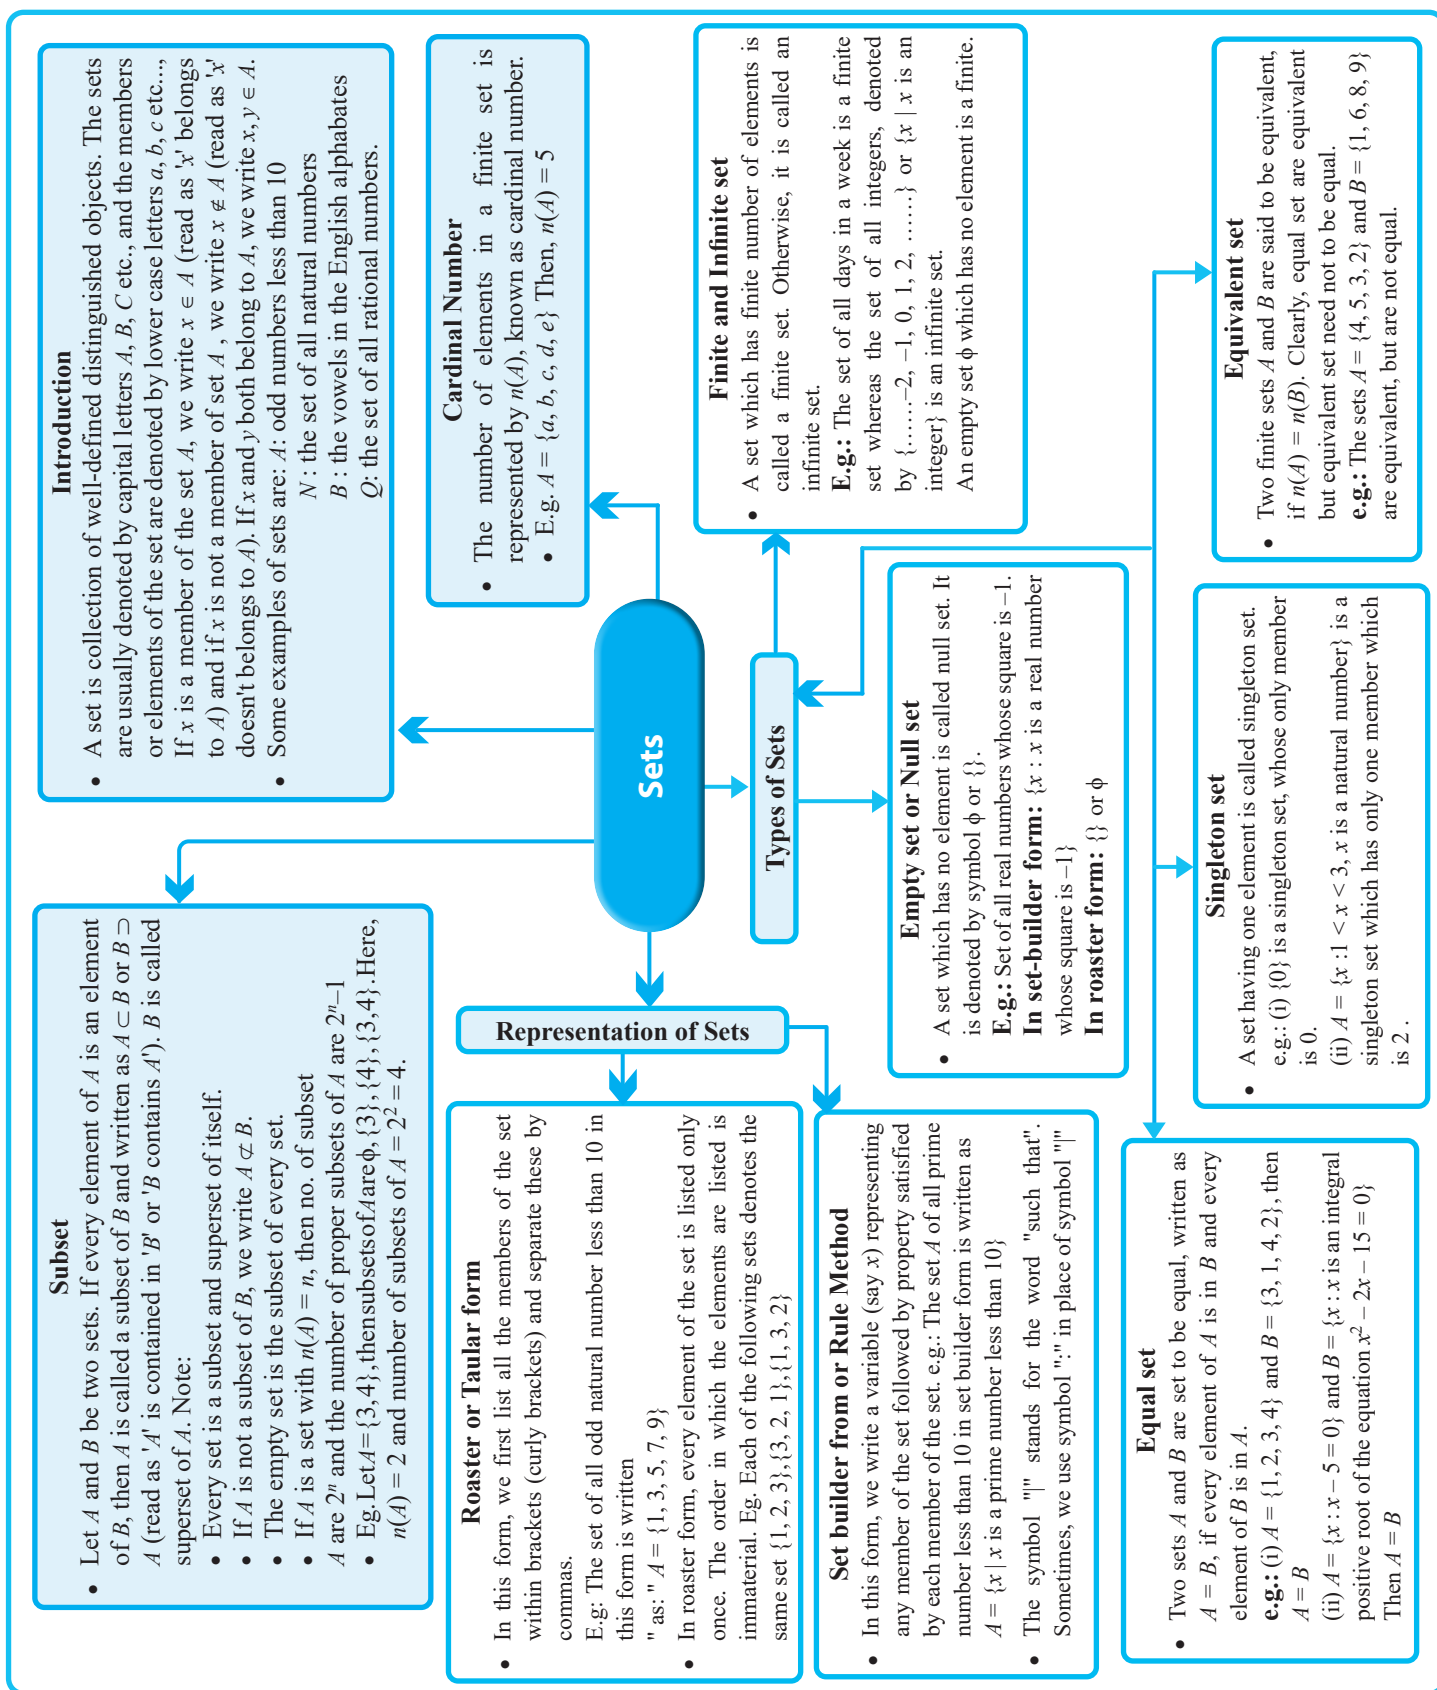 Introduction
• A set is collection of well-defined distinguished objects. The sets
are usually denoted by capital letters A, B, C etc., and the members
or elements of the set are denoted by lower case letters a, b, c etc...,
If x is a member of the set A, we write x ∈ A (read as 'x' belongs
to A) and if x is not a member of set A , we write x ∉ A (read as 'x'
doesn't belongs to A). If x and y both belong to A, we write x, y ∈ A.
• Some examples of sets are: A: odd numbers less than 10
N : the set of all natural numbers
B : the vowels in the English alphabates
Q: the set of all rational numbers.
Cardinal Number
• The number of elements in a finite set is
represented by n(A), known as cardinal number.
• E.g. A = {a, b, c, d, e} Then, n(A) = 5
Finite and Infinite set
• A set which has finite number of elements is
called a finite set. Otherwise, it is called an
infinite set.
E.g.: The set of all days in a week is a finite
set whereas the set of all integers, denoted
by {......–2, –1, 0, 1, 2, ......} or {x | x is an
integer} is an infinite set.
An empty set ϕ which has no element is a finite.
Equivalent set
• Two finite sets A and B are said to be equivalent,
if n(A) = n(B). Clearly, equal set are equivalent
but equivalent set need not to be equal.
e.g.: The sets A = {4, 5, 3, 2} and B = {1, 6, 8, 9}
are equivalent, but are not equal.
Sets
Types of Sets
Empty set or Null set
• A set which has no element is called null set. It
is denoted by symbol ϕ or {}.
E.g.: Set of all real numbers whose square is –1.
In set-builder form: {x : x is a real number
whose square is –1}
In roaster form: {} or ϕ
Singleton set
• A set having one element is called singleton set.
e.g.: (i) {0} is a singleton set, whose only member
is 0.
(ii) A = {x :1 < x < 3, x is a natural number} is a
singleton set which has only one member which
is 2 .
Subset
• Let A and B be two sets. If every element of A is an element
of B, then A is called a subset of B and written as A ⊂ B or B ⊃
A (read as 'A' is contained in 'B' or 'B contains A'). B is called
superset of A. Note:
• Every set is a subset and superset of itself.
• If A is not a subset of B, we write A ⊄ B.
• The empty set is the subset of every set.
• If A is a set with n(A) = n, then no. of subset
A are 2ⁿ and the number of proper subsets of A are 2ⁿ–1
• Eg. Let A = {3, 4}, then subsets of A are ϕ, {3}, {4}, {3, 4}. Here,
n(A) = 2 and number of subsets of A = 2² = 4.
Representation of Sets
Roaster or Taular form
• In this form, we first list all the members of the set
within brackets (curly brackets) and separate these by
commas.
E.g: The set of all odd natural number less than 10 in
this form is written
" as: " A = {1, 3, 5, 7, 9}
• In roaster form, every element of the set is listed only
once. The order in which the elements are listed is
immaterial. Eg. Each of the following sets denotes the
same set {1, 2, 3},{3, 2, 1},{1, 3, 2}
Set builder from or Rule Method
• In this form, we write a variable (say x) representing
any member of the set followed by property satisfied
by each member of the set. e.g.: The set A of all prime
number less than 10 in set builder form is written as
A = {x | x is a prime number less than 10}
• The symbol "|" stands for the word "such that".
Sometimes, we use symbol ":" in place of symbol "|"
Equal set
• Two sets A and B are set to be equal, written as
A = B, if every element of A is in B and every
element of B is in A.
e.g.: (i) A = {1, 2, 3, 4} and B = {3, 1, 4, 2}, then
A = B
(ii) A = {x : x – 5 = 0} and B = {x : x is an integral
positive root of the equation x² – 2x – 15 = 0}
Then A = B